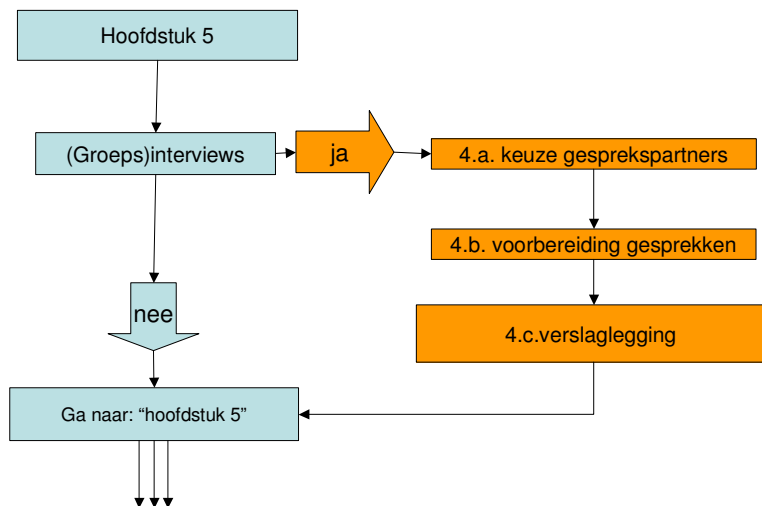 Hoofdstuk 5
(Groeps)interviews
ja
4.a. keuze gesprekspartners
4.b. voorbereiding gesprekken
nee
4.c.verslaglegging
Ga naar: “hoofdstuk 5”